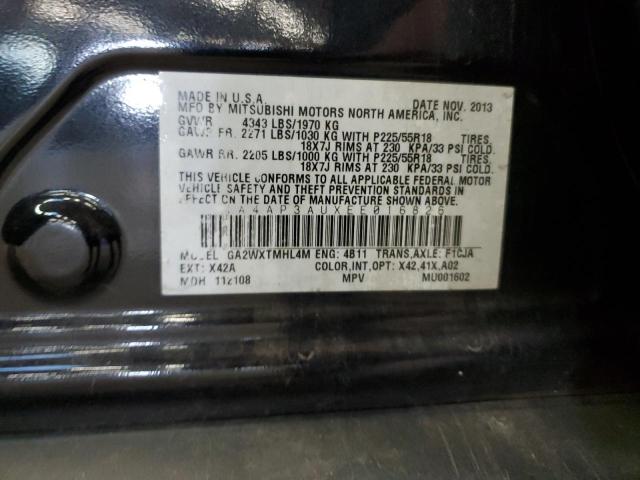 MADE IN U.S.A. DATE NOV. 2013
MFD BY MITSUBISHI MOTORS NORTH AMERICA, INC.
GVWR 4343 LBS/1970 KG
GAWR FR. 2271 LBS/1030 KG WITH P225/55R18 TIRES,
18X7J RIMS AT 230 KPA/33 PSI COLD.
GAWR RR. 2205 LBS/1000 KG WITH P225/55R18 TIRES,
18X7J RIMS AT 230 KPA/33 PSI COLD.
THIS VEHICLE CONFORMS TO ALL APPLICABLE FEDERAL MOTOR
VEHICLE SAFETY AND THEFT PREVENTION STANDARDS IN EFFECT
ON THE DATE OF MANUFACTURE SHOWN ABOVE.
4A4AP3AUXEE016826
MODEL GA2WXTMHL4M ENG: 4B11 TRANS,AXLE: F1CJA
EXT: X42A COLOR,INT,OPT: X42,41X,A02
MDH 112108 MPV MU001602